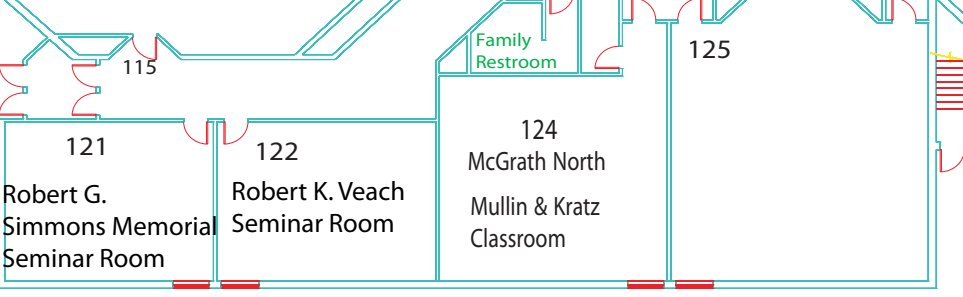 Family
Restroom
125
115
121
122
124
McGrath North
Mullin & Kratz
Classroom
Robert G.
Simmons Memorial
Seminar Room
Robert K. Veach
Seminar Room